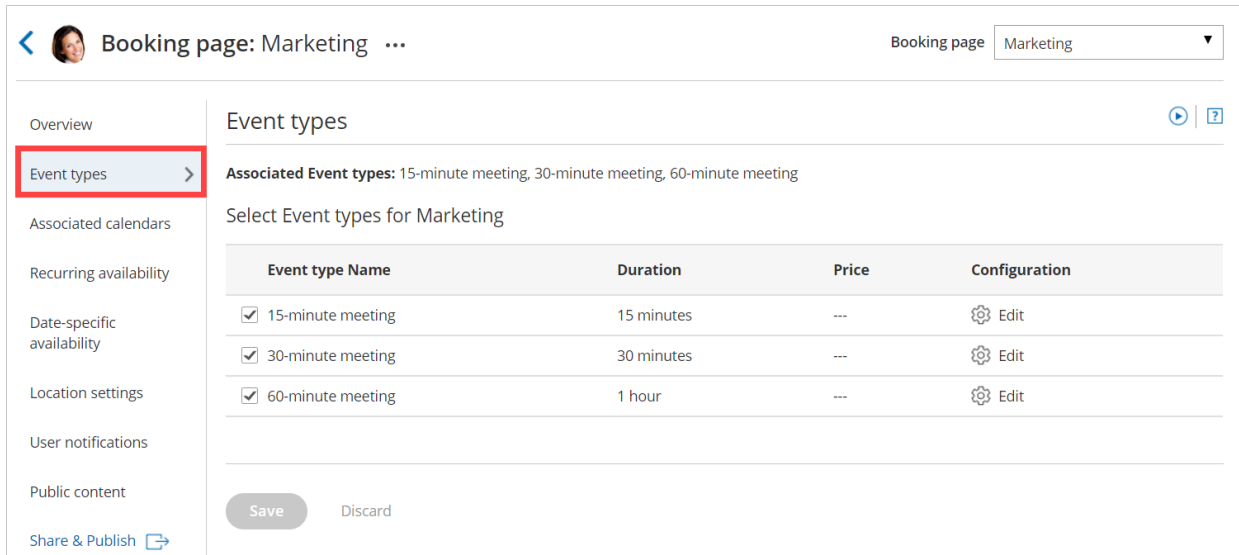 Booking page: Marketing ...
Booking page Marketing
Overview
Event types
Associated calendars
Recurring availability
Date-specific
availability
Location settings
User notifications
Public content
Share & Publish
Event types
?
Associated Event types: 15-minute meeting, 30-minute meeting, 60-minute meeting
Select Event types for Marketing
Event type Name Duration Price Configuration
15-minute meeting 15 minutes --- Edit
30-minute meeting 30 minutes --- Edit
60-minute meeting 1 hour --- Edit
Save Discard